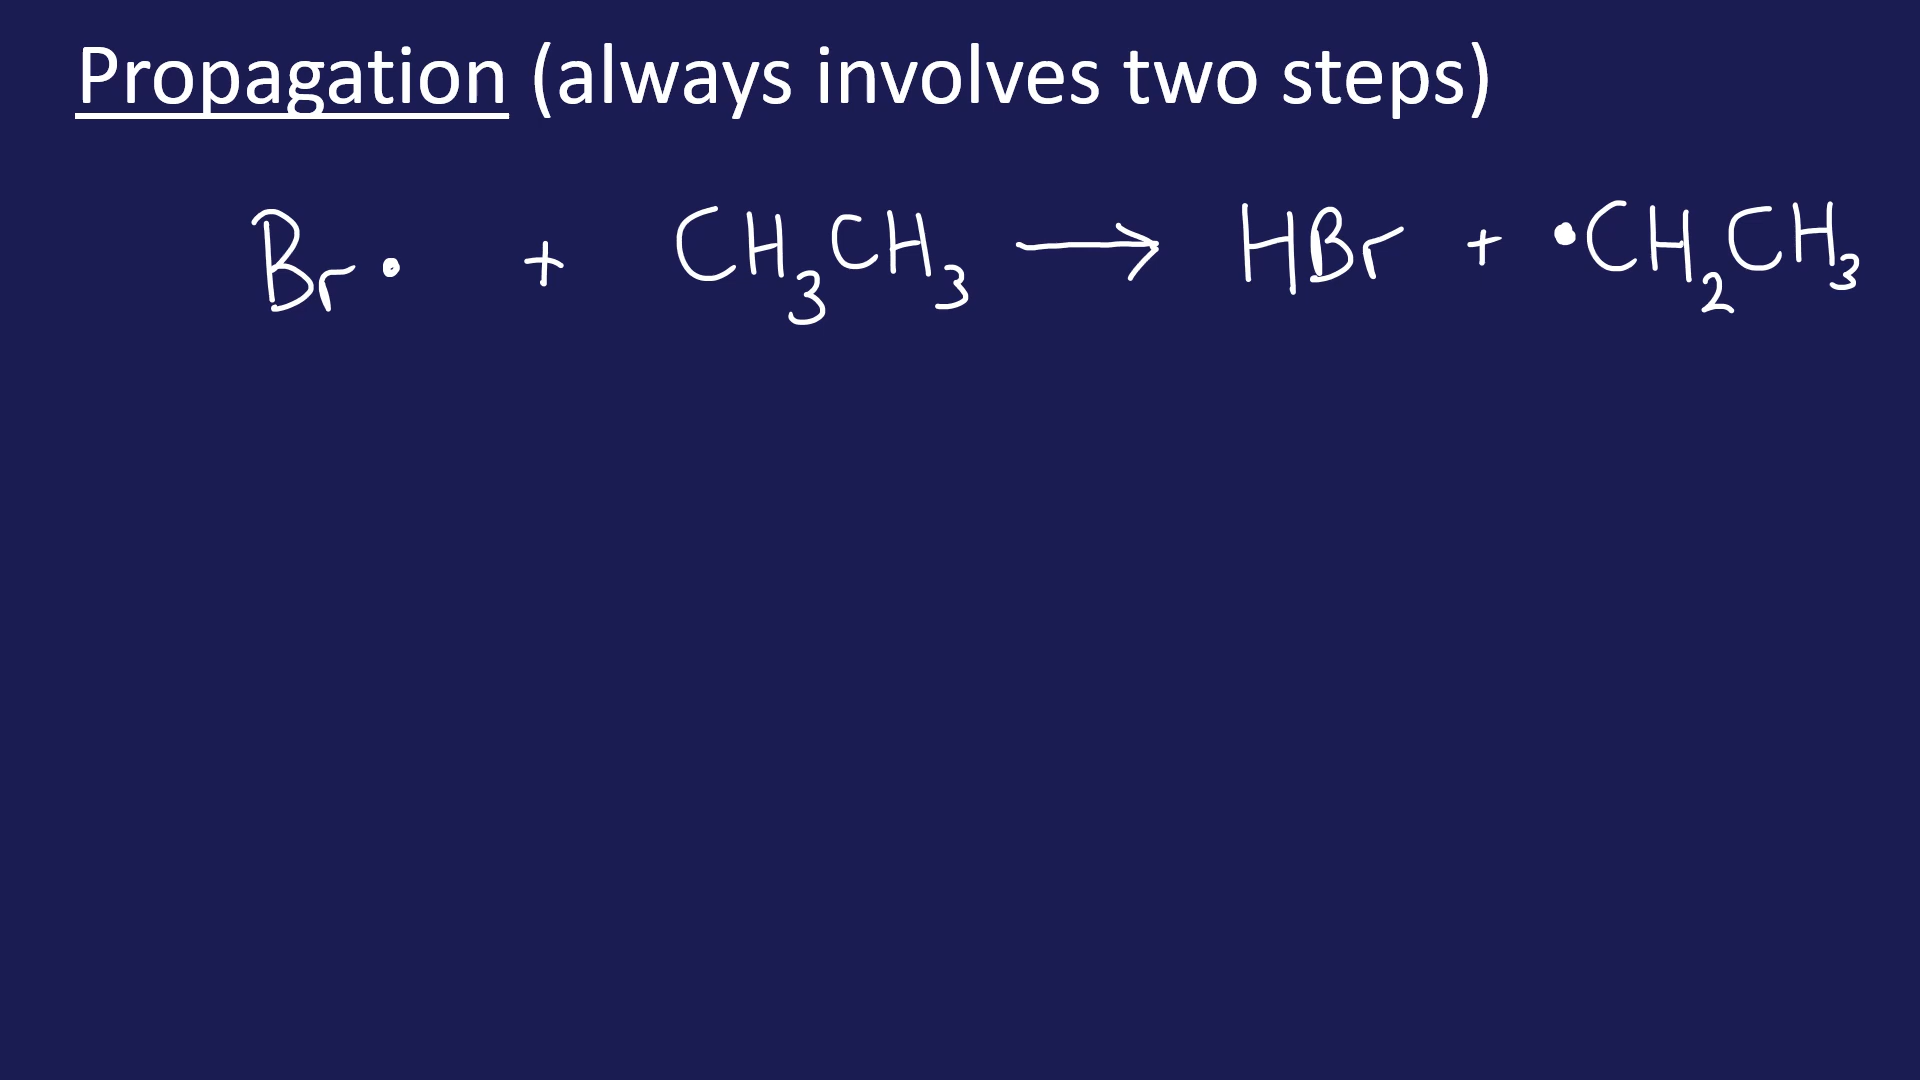 Propagation (always involves two steps)
Br• + CH₃CH₃ → HBr + •CH₂CH₃